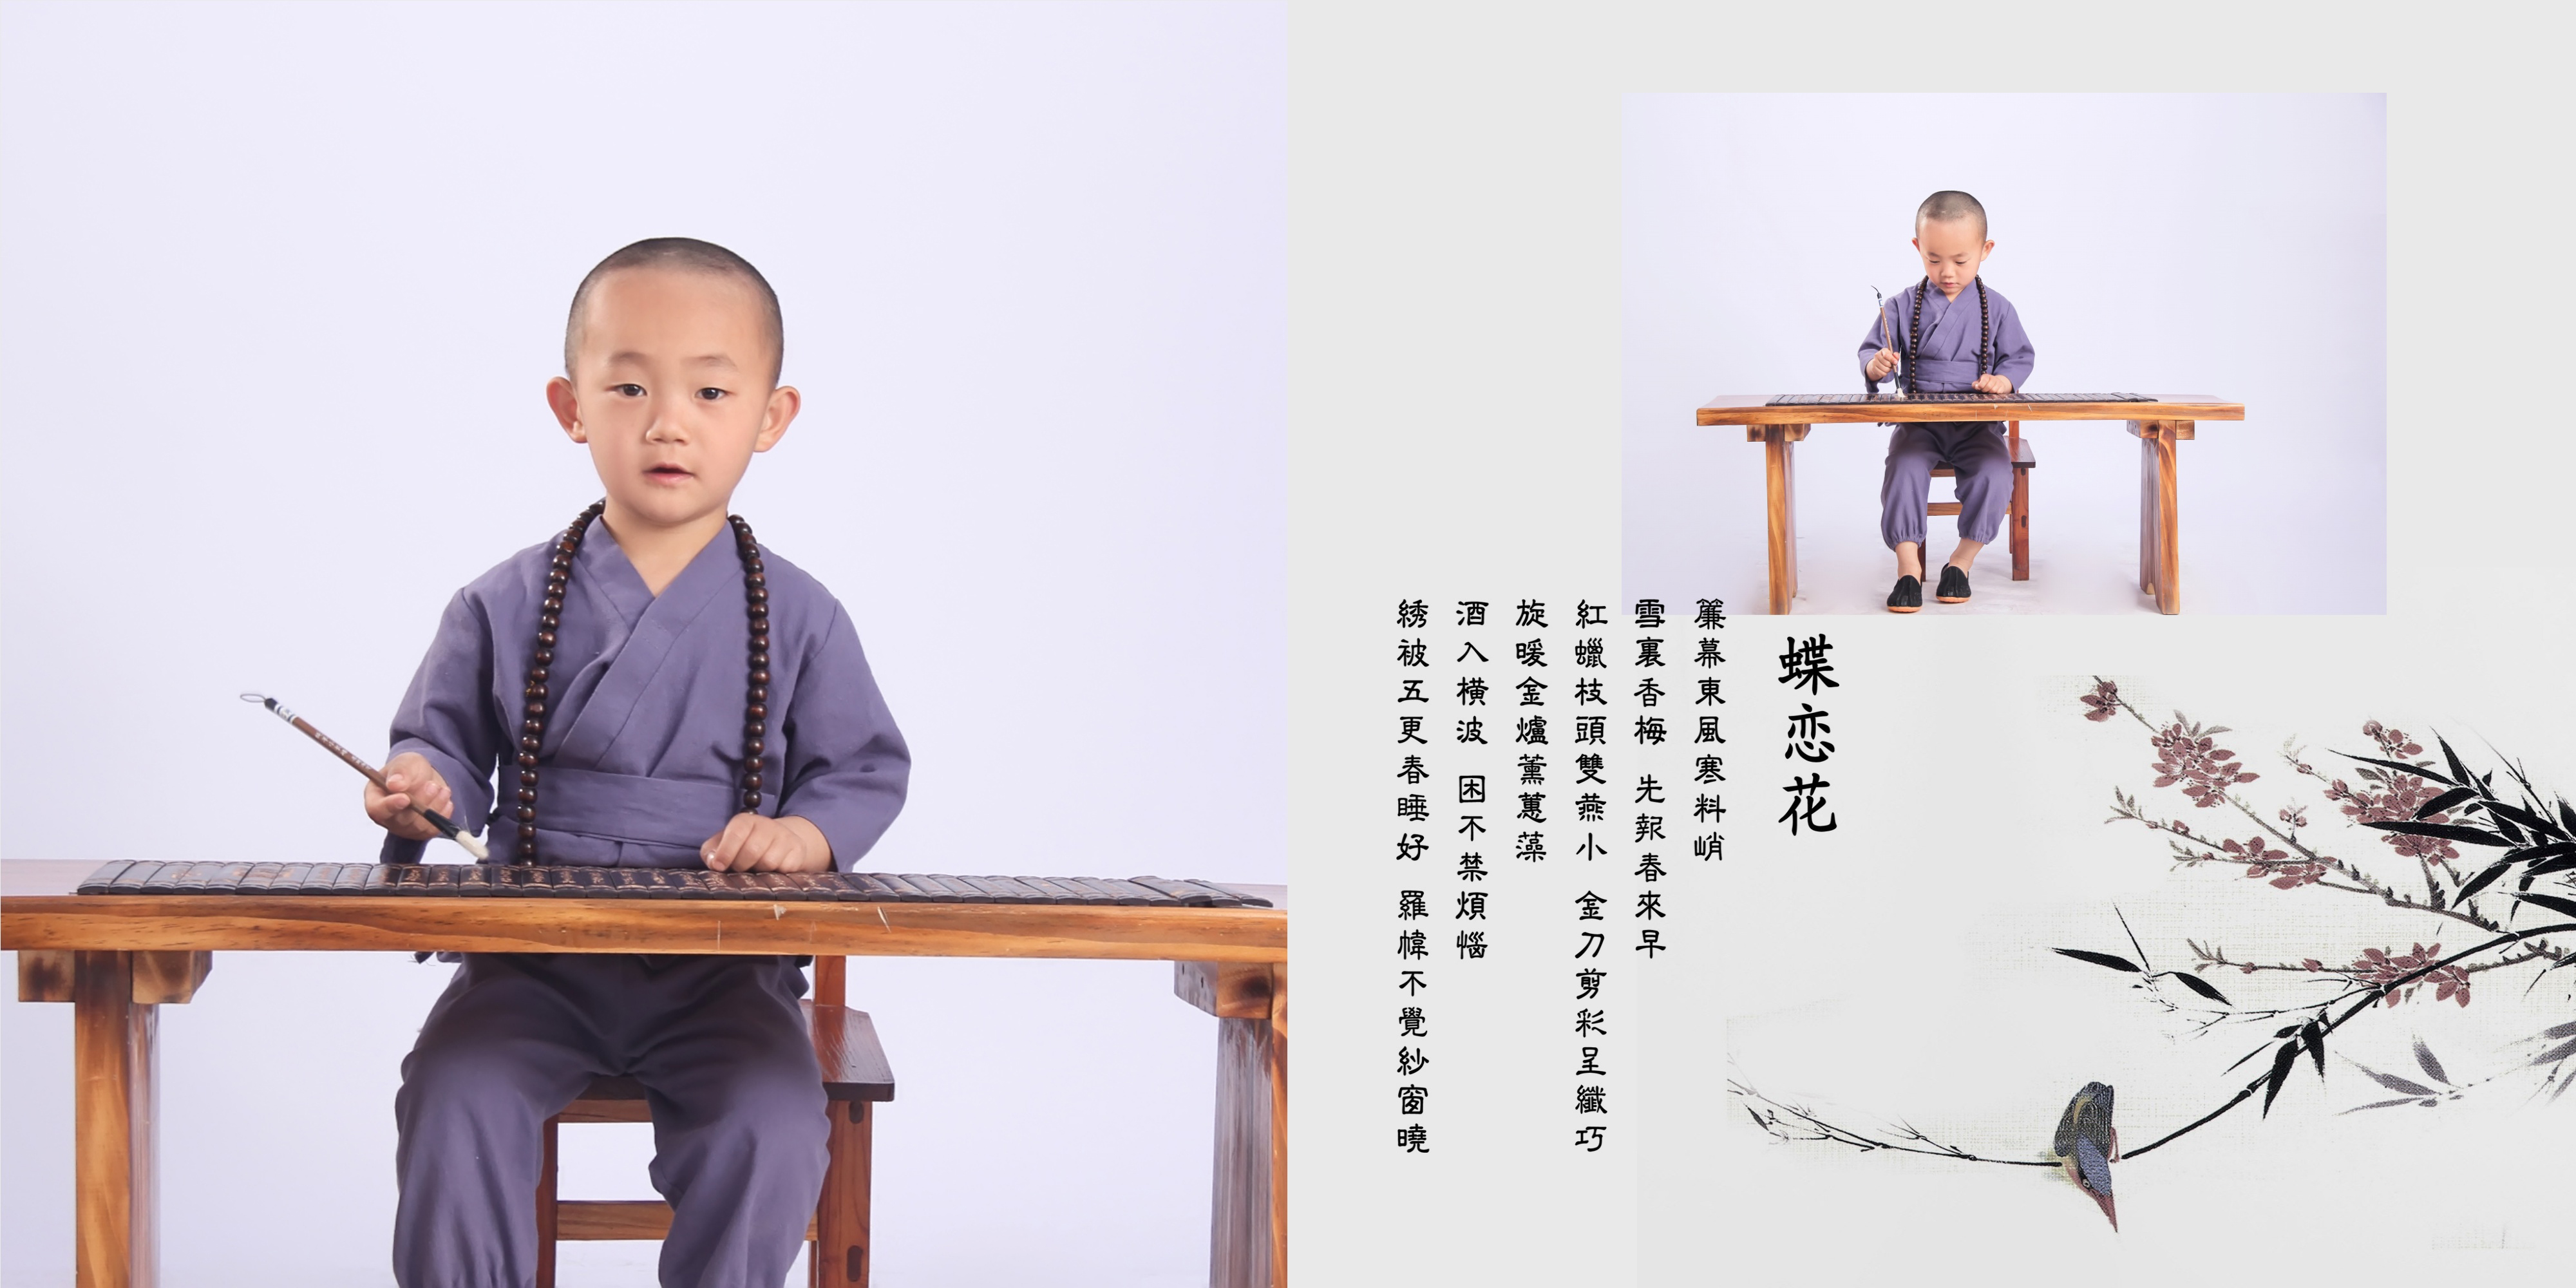 蝶恋花
簾幕東風寒料峭
雪裏香梅 先報春來早
紅蠟枝頭雙燕小 金刀剪彩呈纖巧
旋暖金爐薰蕙藻
酒入橫波 困不禁煩惱
綉被五更春睡好 羅幃不覺紗窗曉